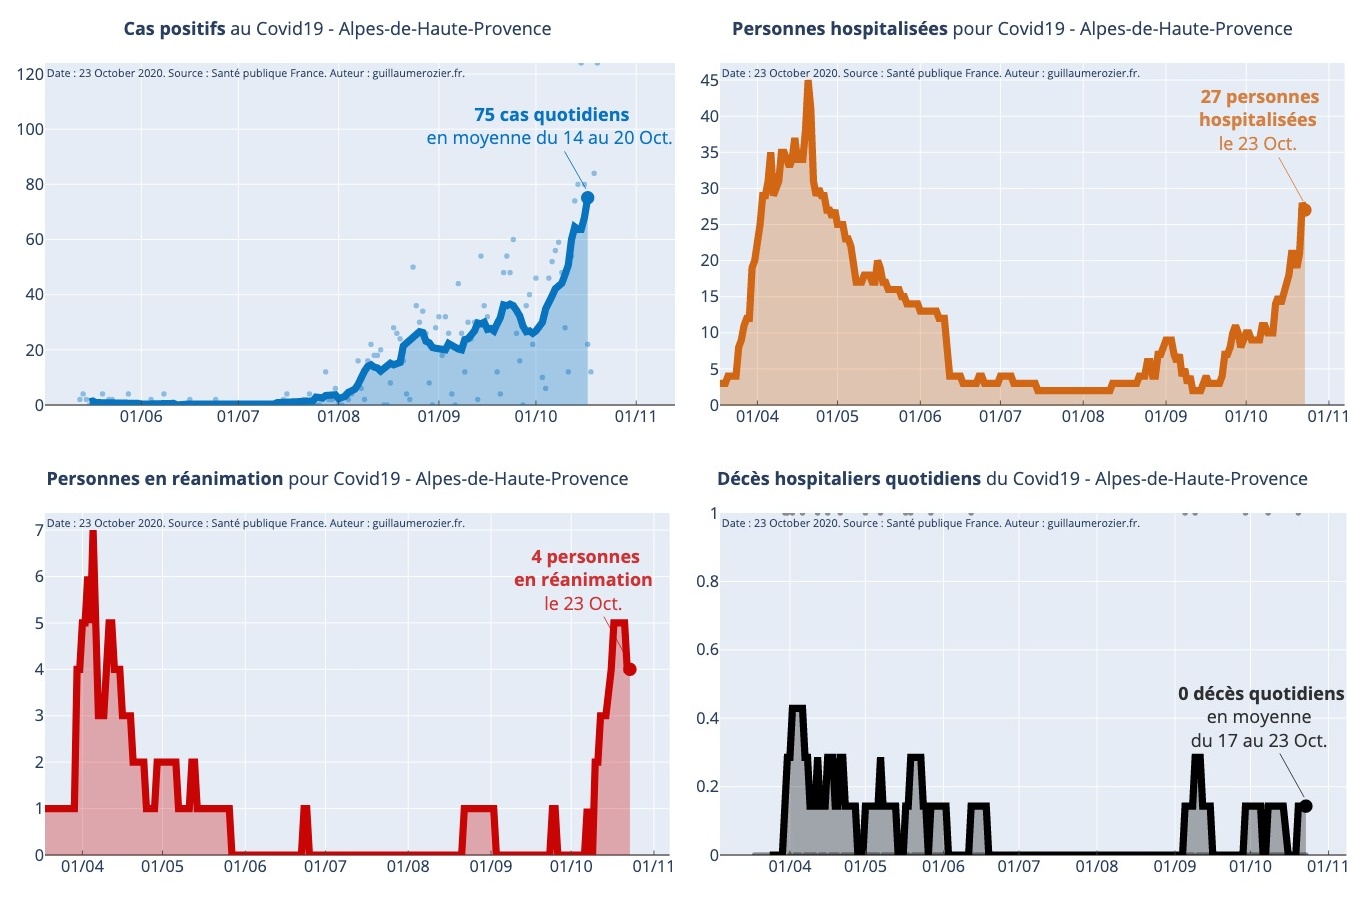 Cas positifs au Covid19 - Alpes-de-Haute-Provence
Date : 23 October 2020. Source : Santé publique France. Auteur : guillaumerozier.fr.
75 cas quotidiens
en moyenne du 14 au 20 Oct.
120
100
80
60
40
20
0
01/06 01/07 01/08 01/09 01/10 01/11
Personnes hospitalisées pour Covid19 - Alpes-de-Haute-Provence
Date : 23 October 2020. Source : Santé publique France. Auteur : guillaumerozier.fr.
27 personnes
hospitalisées
le 23 Oct.
45
40
35
30
25
20
15
10
5
0
01/04 01/05 01/06 01/07 01/08 01/09 01/10 01/11
Personnes en réanimation pour Covid19 - Alpes-de-Haute-Provence
Date : 23 October 2020. Source : Santé publique France. Auteur : guillaumerozier.fr.
4 personnes
en réanimation
le 23 Oct.
7
6
5
4
3
2
1
0
01/04 01/05 01/06 01/07 01/08 01/09 01/10 01/11
Décès hospitaliers quotidiens du Covid19 - Alpes-de-Haute-Provence
Date : 23 October 2020. Source : Santé publique France. Auteur : guillaumerozier.fr.
0 décès quotidiens
en moyenne
du 17 au 23 Oct.
1
0.8
0.6
0.4
0.2
0
01/04 01/05 01/06 01/07 01/08 01/09 01/10 01/11